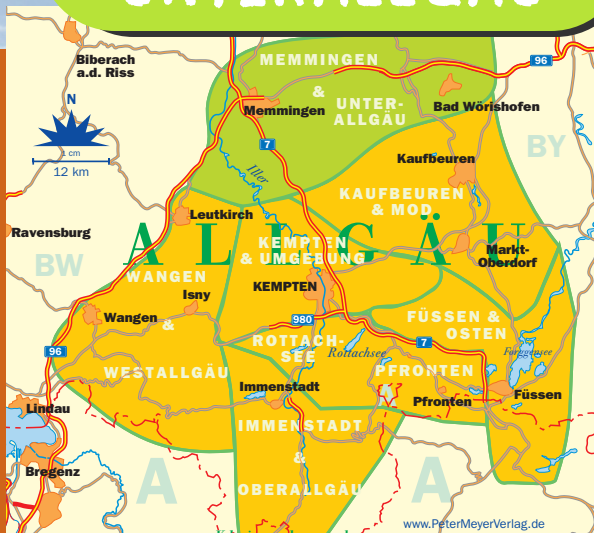 Biberach
a.d. Riss
N
1 cm
12 km
MEMMINGEN
&
UNTER-
ALLGÄU
96
Memmingen
Bad Wörishofen
7
Iller
Kaufbeuren
BY
KAUFBEUREN
& MOD
Leutkirch
Ravensburg
ALLGÄU
KEMPTEN
& UMGEBUNG
Markt-
Oberdorf
BW
WANGEN
&
WESTALLGÄU
Isny
KEMPTEN
Wangen
980
FÜSSEN &
OSTEN
7
ROTTACH-
SEE
Rottachsee
Forggensee
96
PFRONTEN
Immenstadt
Pfronten
Füssen
Lindau
IMMENSTADT
&
OBERALLGÄU
Bregenz
A
A
www.PeterMeyerVerlag.de